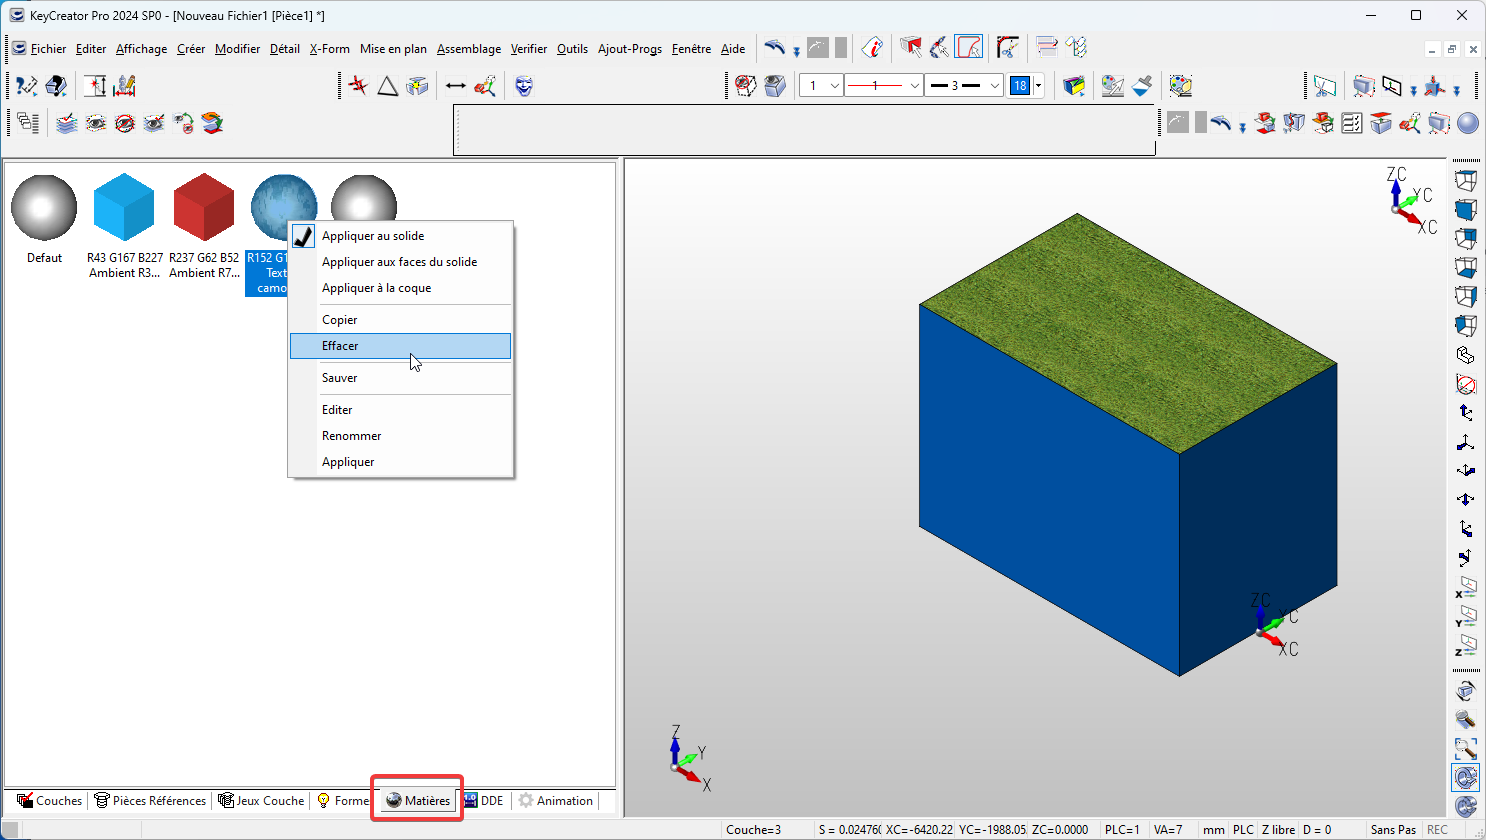 KeyCreator Pro 2024 SP0 - [Nouveau Fichier1 [Pièce1] *]
Fichier Editer Affichage Créer Modifier Détail X-Form Mise en plan Assemblage Verifier Outils Ajout-Progs Fenêtre Aide
1 1 3 18
ZC
YC
XC
Defaut
R43 G167 B227
Ambient R3...
R237 G62 B52
Ambient R7...
R152 G1
Text
camo
Appliquer au solide
Appliquer aux faces du solide
Appliquer à la coque
Copier
Effacer
Sauver
Editer
Renommer
Appliquer
ZC
YC
XC
X
Y
Z
Z
Y
X
Couches Pièces Références Jeux Couche Forme Matières 1.0 DDE Animation
Couche=3 S = 0.024760 XC=-6420.22 YC=-1988.05 ZC=0.0000 PLC=1 VA=7 mm PLC Z libre D = 0 Sans Pas REC